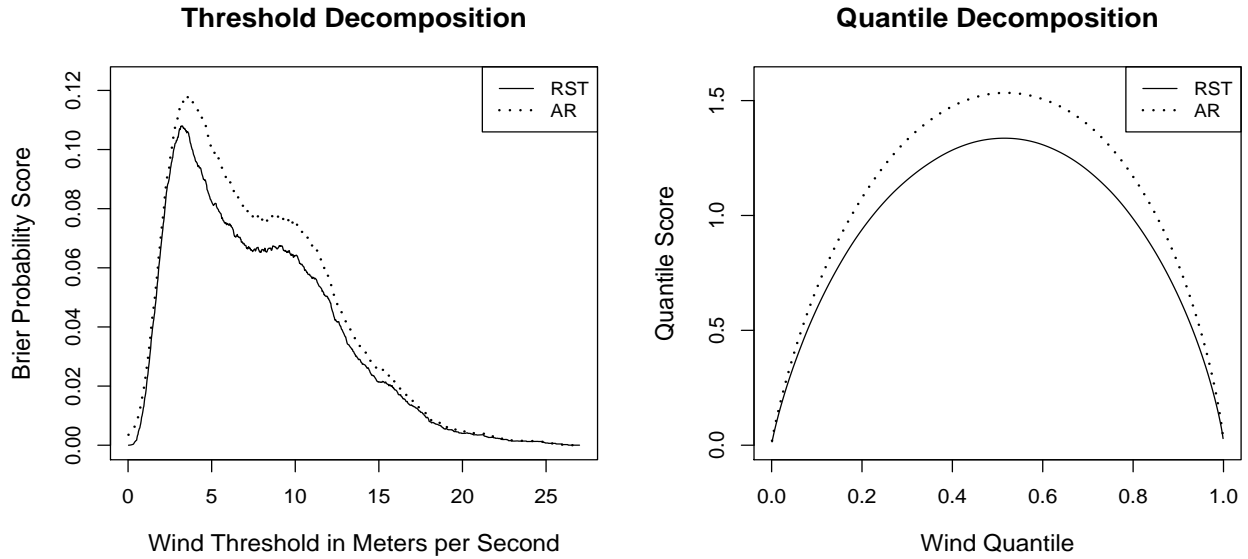 Threshold Decomposition
RST
AR
0.00
0.02
0.04
0.06
0.08
0.10
0.12
Brier Probability Score
0 5 10 15 20 25
Wind Threshold in Meters per Second
Quantile Decomposition
RST
AR
0.0
0.5
1.0
1.5
Quantile Score
0.0 0.2 0.4 0.6 0.8 1.0
Wind Quantile